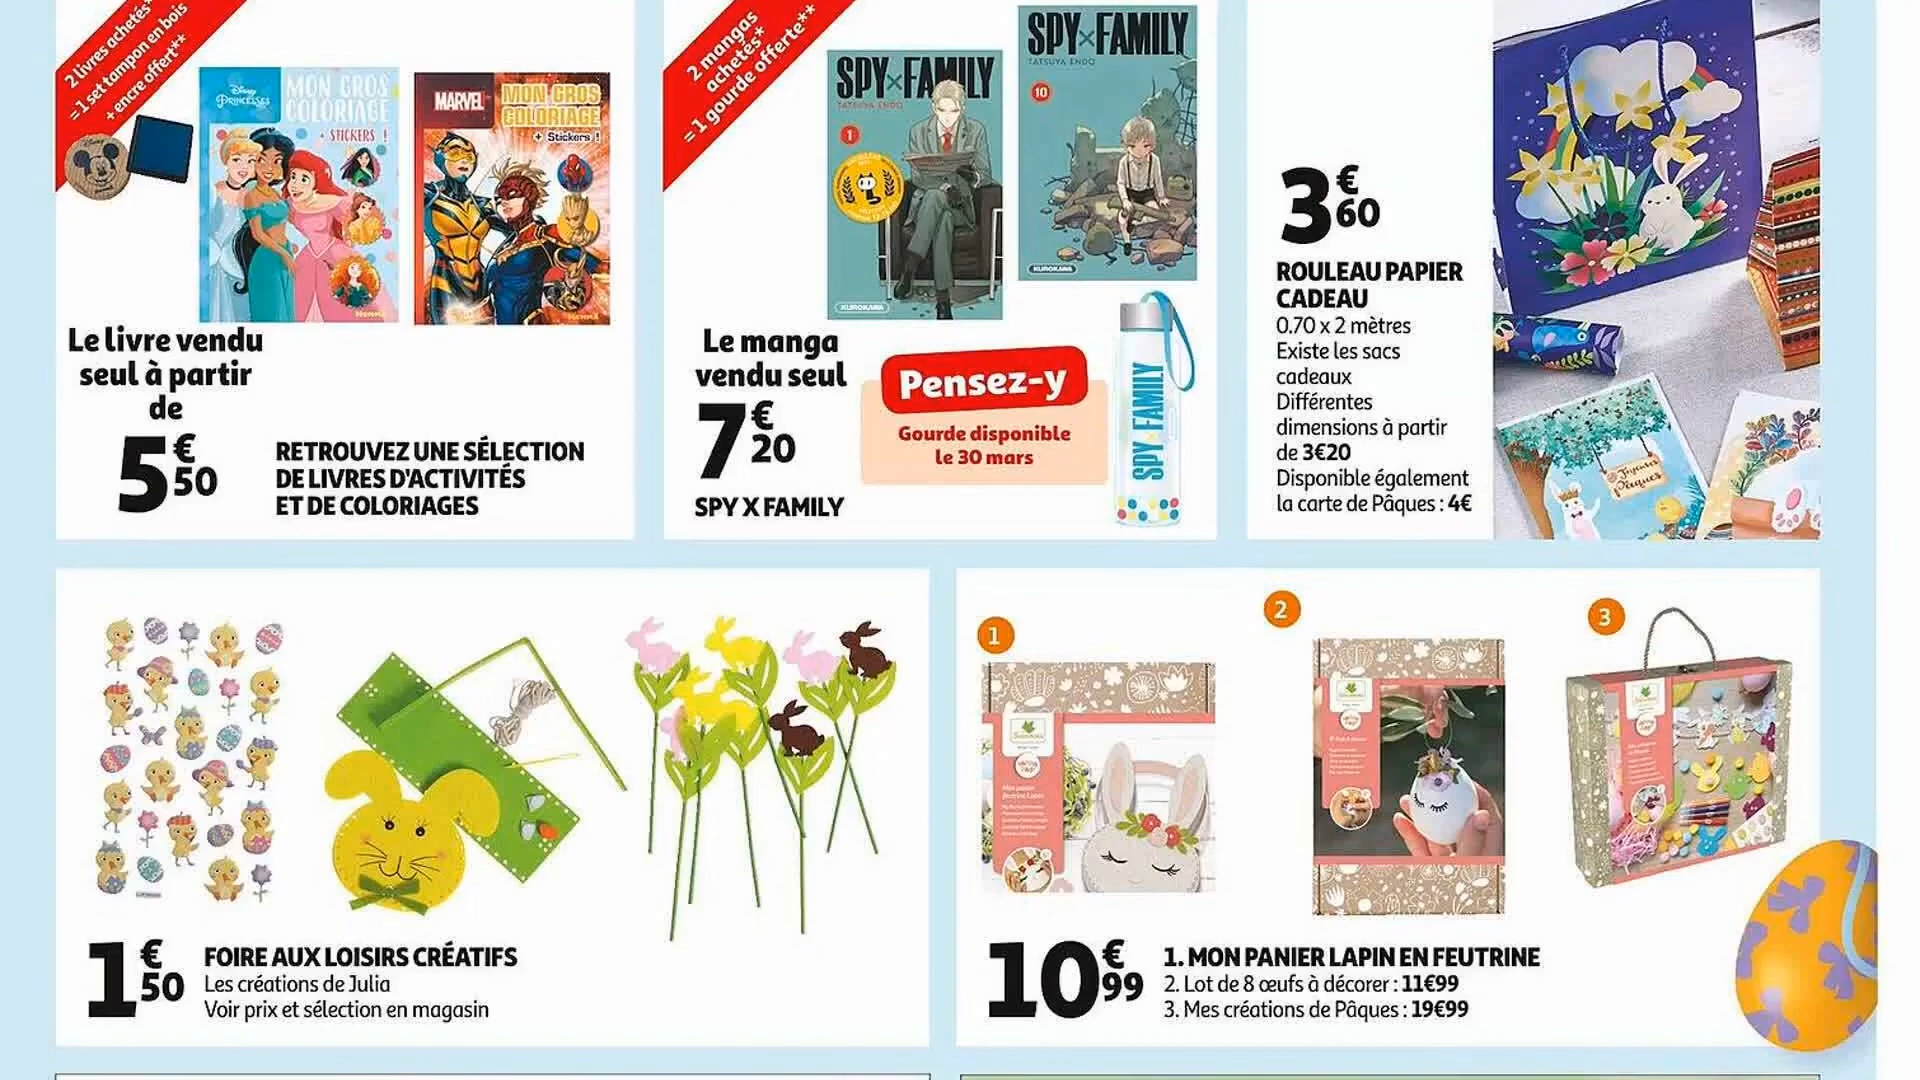 2 livres achetés*
= 1 set tampon en bois
+ encre offert**
Disney
PRINCESSES
MON GROS
COLORIAGE
+ STICKERS !
MARVEL
MON GROS
COLORIAGE
+ Stickers !
Le livre vendu
seul à partir
de
5€50
RETROUVEZ UNE SÉLECTION
DE LIVRES D'ACTIVITÉS
ET DE COLORIAGES
2 mangas
achetés*
= 1 gourde offerte**
SPY×FAMILY
TATSUYA ENDO
1
KUROKAWA
SPY×FAMILY
TATSUYA ENDO
10
KUROKAWA
Le manga
vendu seul
7€20
SPY X FAMILY
Pensez-y
Gourde disponible
le 30 mars
SPY×FAMILY
3€60
ROULEAU PAPIER
CADEAU
0.70 x 2 mètres
Existe les sacs
cadeaux
Différentes
dimensions à partir
de 3€20
Disponible également
la carte de Pâques : 4€
Joyeuses
Pâques
1€50
FOIRE AUX LOISIRS CRÉATIFS
Les créations de Julia
Voir prix et sélection en magasin
1
2
3
10€99
1. MON PANIER LAPIN EN FEUTRINE
2. Lot de 8 œufs à décorer : 11€99
3. Mes créations de Pâques : 19€99